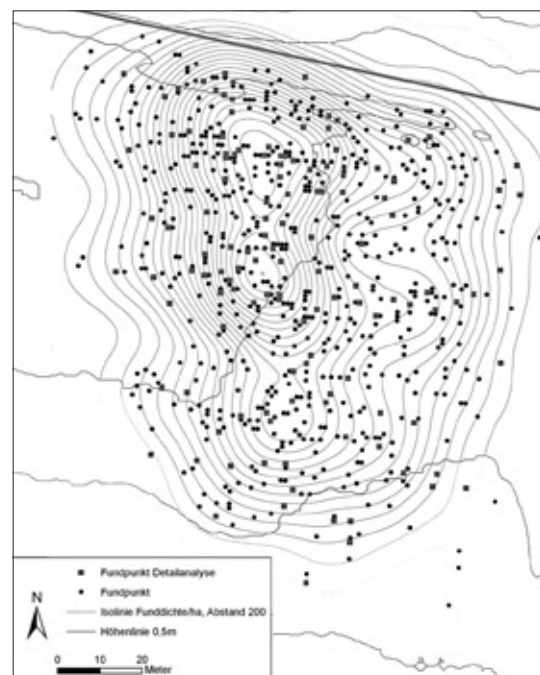 Fundpunkt Detailanalyse
Fundpunkt
Isolinie Funddichte/ha, Abstand 200
Höhenlinie 0.5m
N
0 10 20
Meter